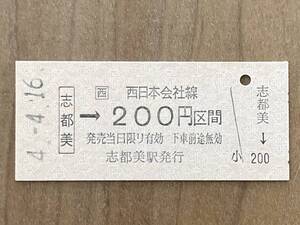 4.-4.16
志都美
㊄西 西日本会社線
→200円区間
発売当日限り有効 下車前途無効
志都美駅発行
志都美
↓
小 200